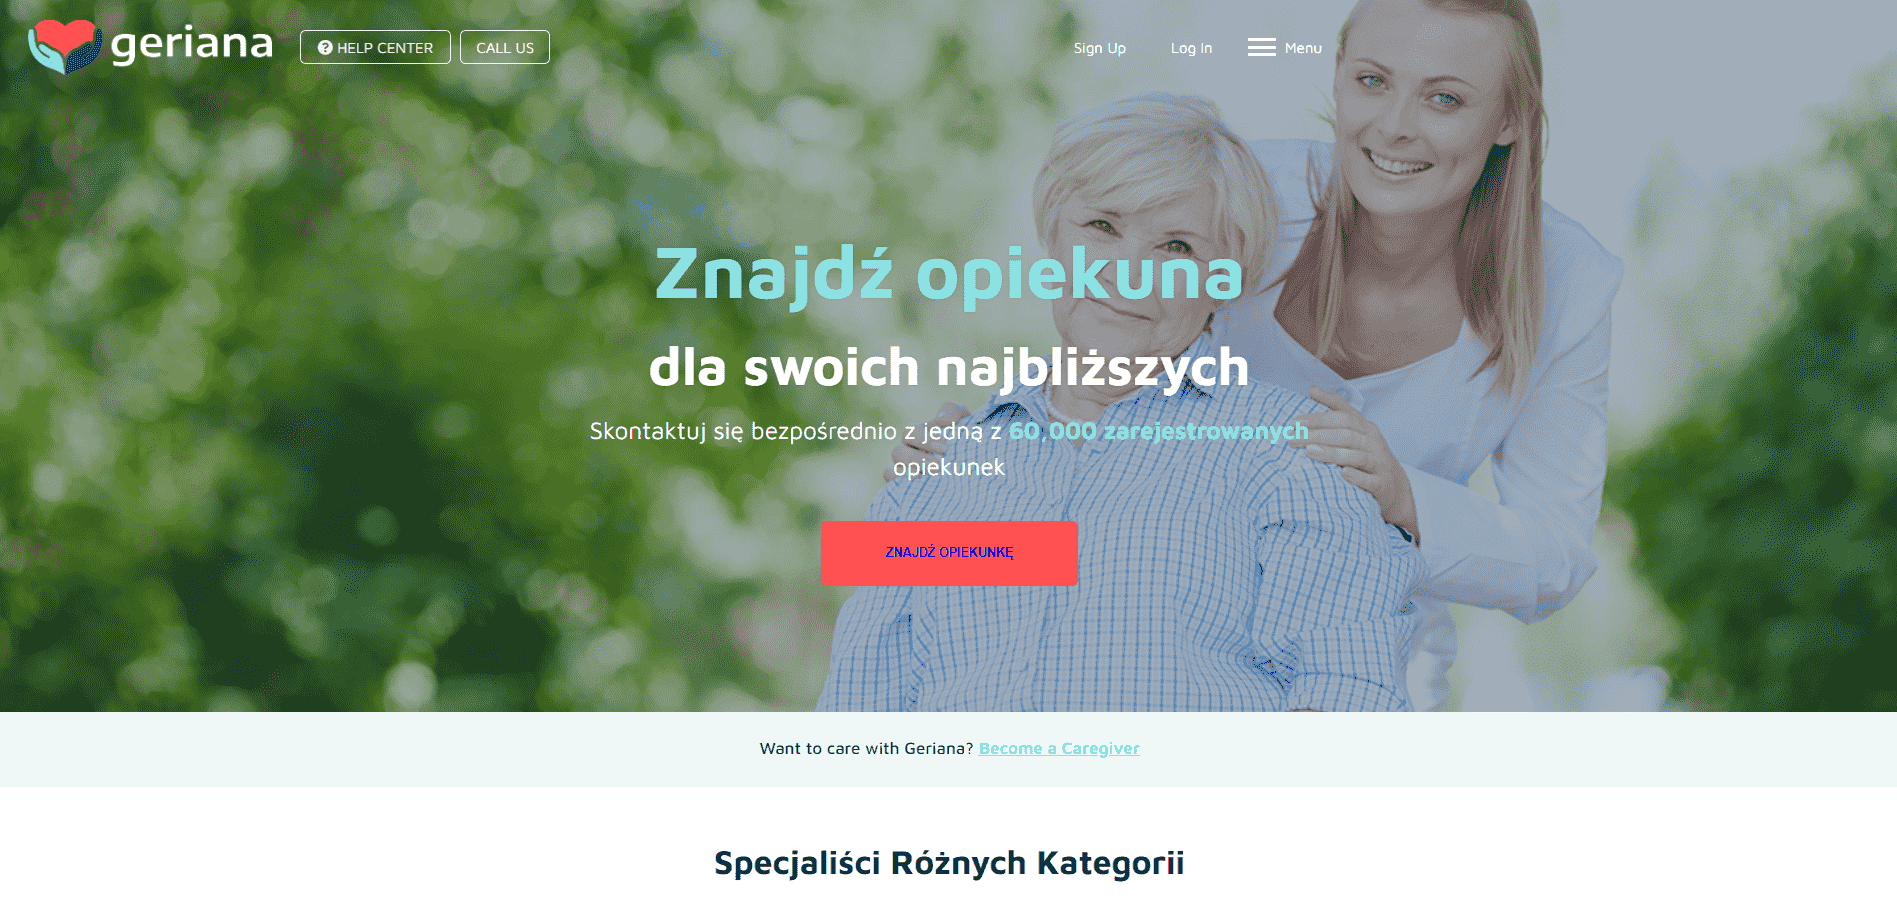 geriana
HELP CENTER
CALL US
Sign Up
Log In
Menu
Znajdź opiekuna
dla swoich najbliższych
Skontaktuj się bezpośrednio z jedną z 60,000 zarejestrowanych
opiekunek
ZNAJDŹ OPIEKUNKĘ
Want to care with Geriana? Become a Caregiver
Specjaliści Różnych Kategorii